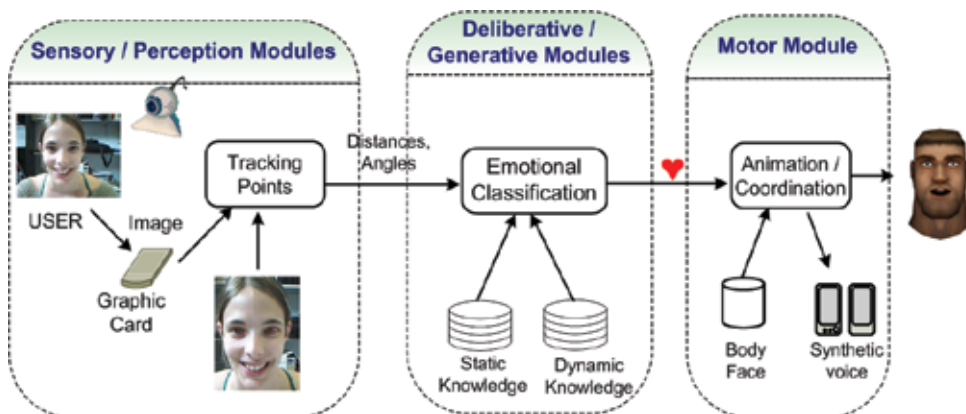 Sensory / Perception Modules
Deliberative /
Generative Modules
Motor Module
Distances,
Angles
Tracking
Points
Emotional
Classification
Animation /
Coordination
USER
Image
Graphic
Card
Static
Knowledge
Dynamic
Knowledge
Body
Face
Synthetic
voice